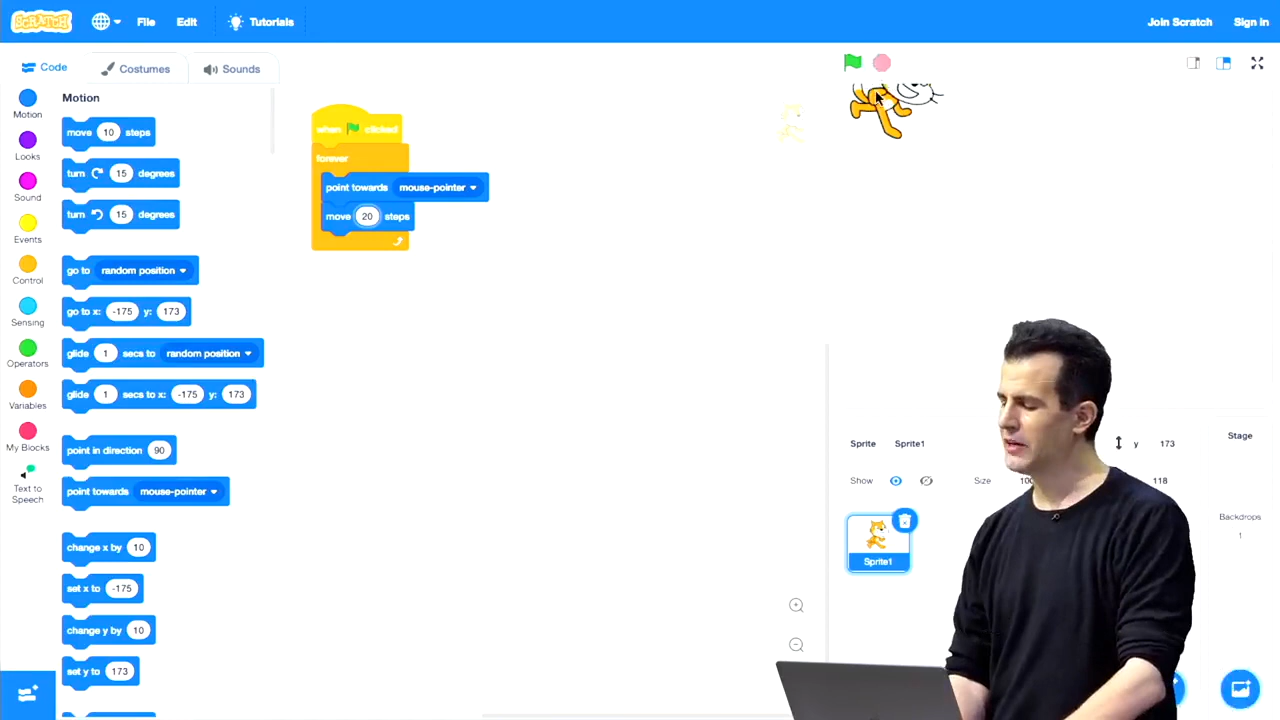 SCRATCH File Edit Tutorials Join Scratch Sign in
Code Costumes Sounds
Motion
Looks
Sound
Events
Control
Sensing
Operators
Variables
My Blocks
Text to
Speech
Motion
move 10 steps
turn 15 degrees
turn 15 degrees
go to random position
go to x: -175 y: 173
glide 1 secs to random position
glide 1 secs to x: -175 y: 173
point in direction 90
point towards mouse-pointer
change x by 10
set x to -175
change y by 10
set y to 173
when clicked
forever
point towards mouse-pointer
move 20 steps
Sprite Sprite1 y 173
Show Size 118
Sprite1
Stage
Backdrops
1